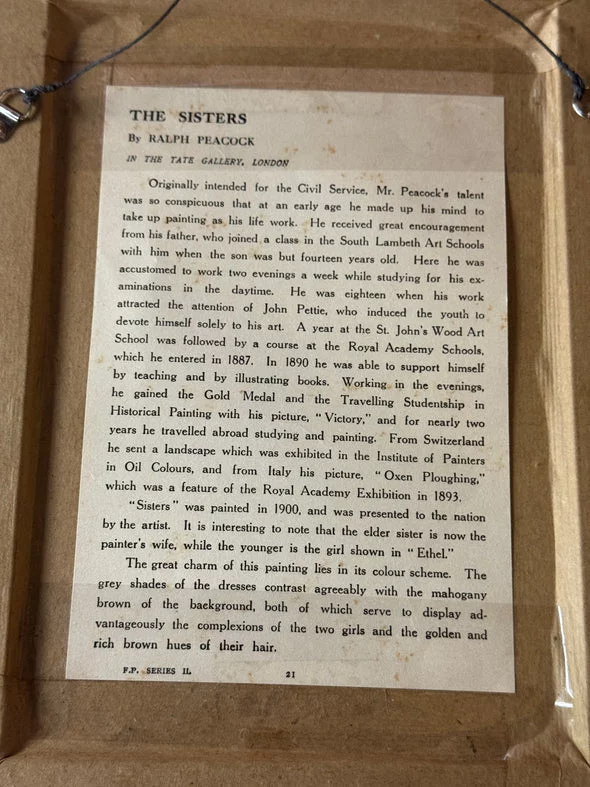 THE SISTERS
By RALPH PEACOCK
IN THE TATE GALLERY, LONDON
Originally intended for the Civil Service, Mr. Peacock's talent
was so conspicuous that at an early age he made up his mind to
take up painting as his life work. He received great encouragement
from his father, who joined a class in the South Lambeth Art Schools
with him when the son was but fourteen years old. Here he was
accustomed to work two evenings a week while studying for his ex-
aminations in the daytime. He was eighteen when his work
attracted the attention of John Pettie, who induced the youth to
devote himself solely to his art. A year at the St. John's Wood Art
School was followed by a course at the Royal Academy Schools,
which he entered in 1887. In 1890 he was able to support himself
by teaching and by illustrating books. Working in the evenings,
he gained the Gold Medal and the Travelling Studentship in
Historical Painting with his picture, "Victory," and for nearly two
years he travelled abroad studying and painting. From Switzerland
he sent a landscape which was exhibited in the Institute of Painters
in Oil Colours, and from Italy his picture, "Oxen Ploughing,"
which was a feature of the Royal Academy Exhibition in 1893.
"Sisters" was painted in 1900, and was presented to the nation
by the artist. It is interesting to note that the elder sister is now the
painter's wife, while the younger is the girl shown in "Ethel."
The great charm of this painting lies in its colour scheme. The
grey shades of the dresses contrast agreeably with the mahogany
brown of the background, both of which serve to display ad-
vantageously the complexions of the two girls and the golden and
rich brown hues of their hair.
F.P. SERIES II. 21